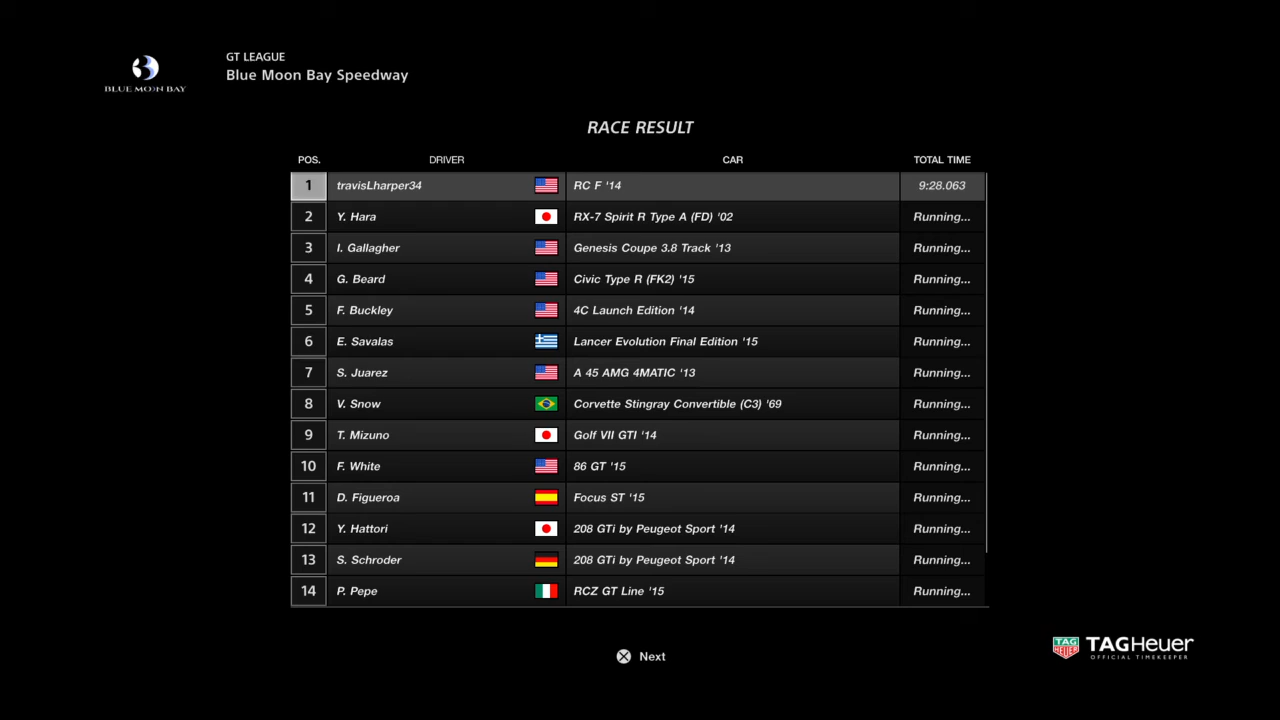 GT LEAGUE
Blue Moon Bay Speedway
BLUE MOON BAY
RACE RESULT
POS. DRIVER CAR TOTAL TIME
1 travisLharper34 RC F '14 9:28.063
2 Y. Hara RX-7 Spirit R Type A (FD) '02 Running...
3 I. Gallagher Genesis Coupe 3.8 Track '13 Running...
4 G. Beard Civic Type R (FK2) '15 Running...
5 F. Buckley 4C Launch Edition '14 Running...
6 E. Savalas Lancer Evolution Final Edition '15 Running...
7 S. Juarez A 45 AMG 4MATIC '13 Running...
8 V. Snow Corvette Stingray Convertible (C3) '69 Running...
9 T. Mizuno Golf VII GTI '14 Running...
10 F. White 86 GT '15 Running...
11 D. Figueroa Focus ST '15 Running...
12 Y. Hattori 208 GTi by Peugeot Sport '14 Running...
13 S. Schroder 208 GTi by Peugeot Sport '14 Running...
14 P. Pepe RCZ GT Line '15 Running...
Next
TAG HEUER TAGHeuer
OFFICIAL TIMEKEEPER